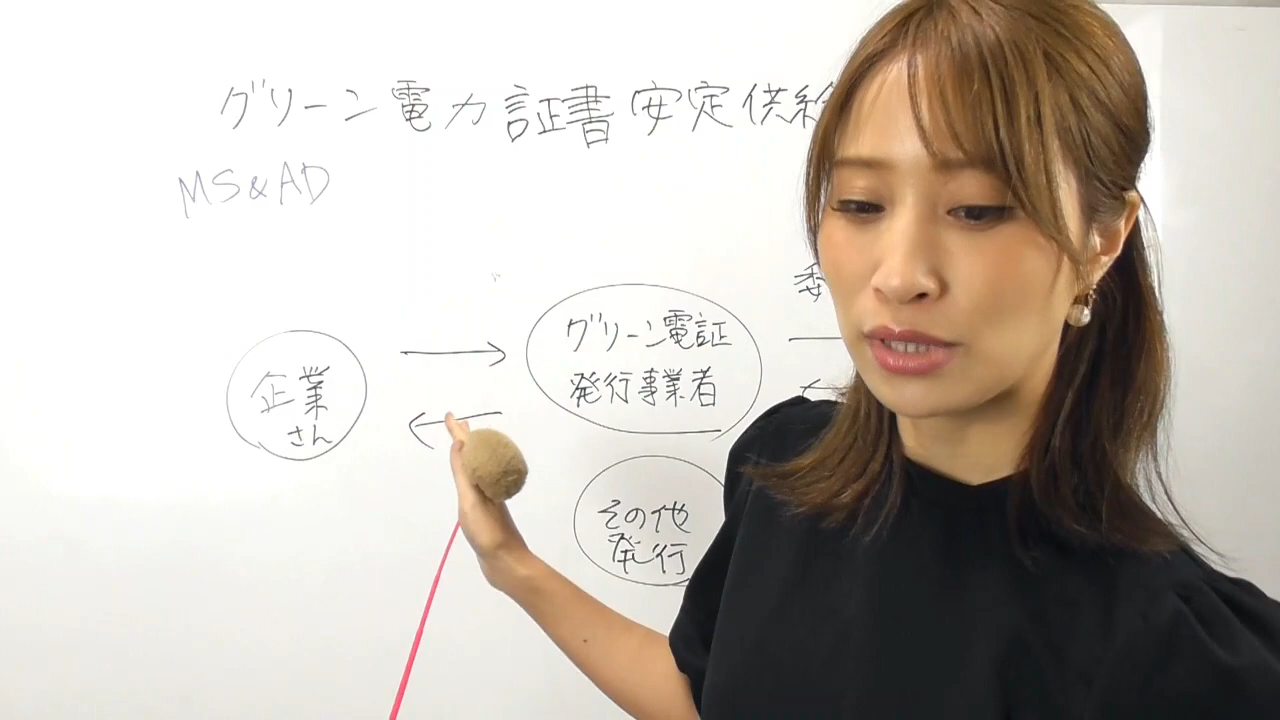 グリーン電力証書安定供給
MS&AD
委
グリーン電証
発行事業者
企業
さん
その他
発行